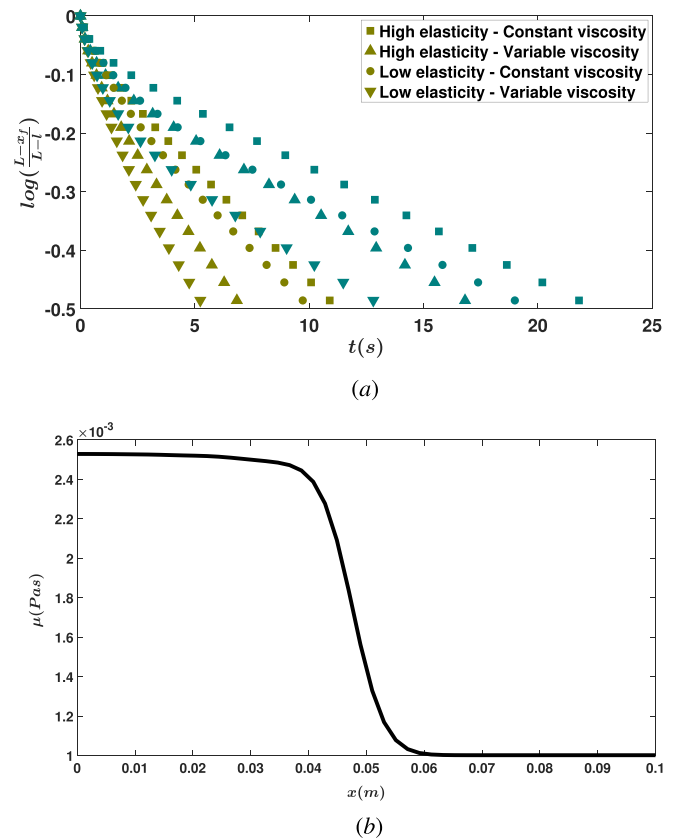 High elasticity - Constant viscosity
High elasticity - Variable viscosity
Low elasticity - Constant viscosity
Low elasticity - Variable viscosity
0
-0.1
-0.2
-0.3
-0.4
-0.5
log(\frac{L-x_f}{L-l})
0 5 10 15 20 25
t(s)
(a)
×10⁻³
2.6
2.4
2.2
2
1.8
1.6
1.4
1.2
1
μ(Pas)
0 0.01 0.02 0.03 0.04 0.05 0.06 0.07 0.08 0.09 0.1
x(m)
(b)